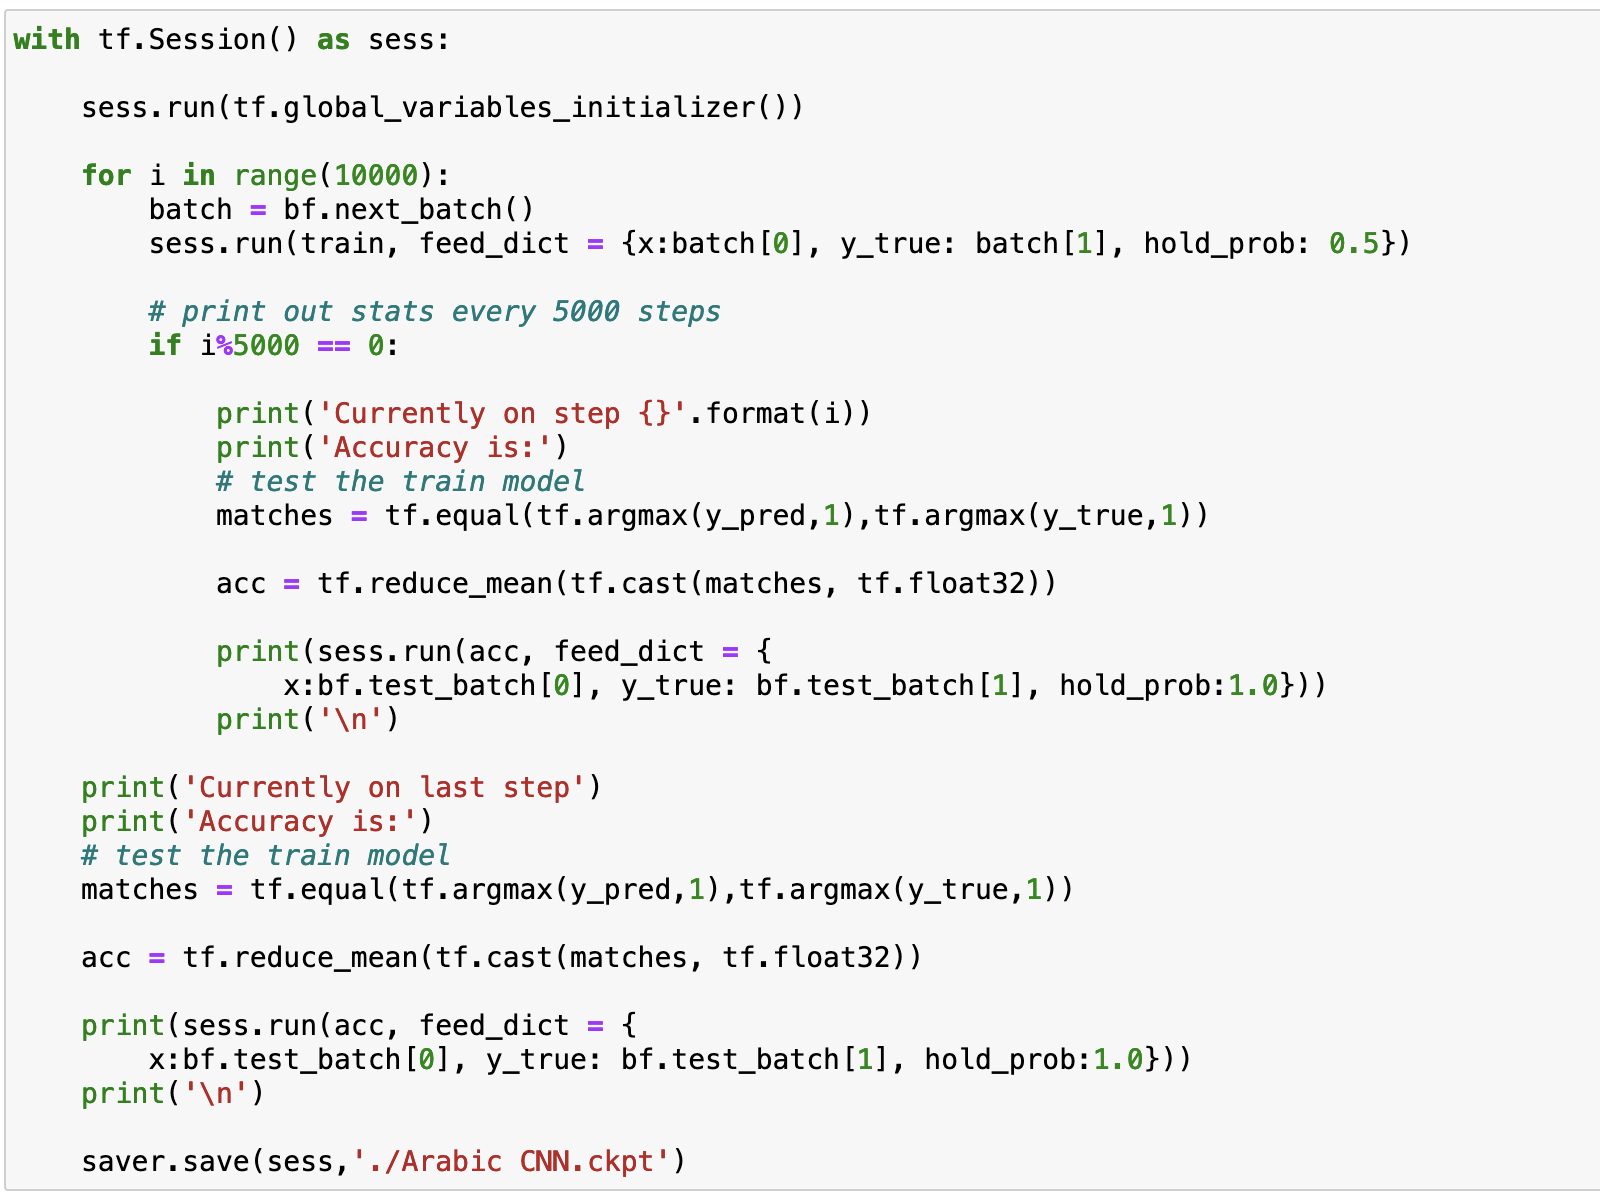 with tf.Session() as sess:
sess.run(tf.global_variables_initializer())
for i in range(10000):
batch = bf.next_batch()
sess.run(train, feed_dict = {x:batch[0], y_true: batch[1], hold_prob: 0.5})
# print out stats every 5000 steps
if i%5000 == 0:
print('Currently on step {}'.format(i))
print('Accuracy is:')
# test the train model
matches = tf.equal(tf.argmax(y_pred,1),tf.argmax(y_true,1))
acc = tf.reduce_mean(tf.cast(matches, tf.float32))
print(sess.run(acc, feed_dict = {
x:bf.test_batch[0], y_true: bf.test_batch[1], hold_prob:1.0}))
print('\n')
print('Currently on last step')
print('Accuracy is:')
# test the train model
matches = tf.equal(tf.argmax(y_pred,1),tf.argmax(y_true,1))
acc = tf.reduce_mean(tf.cast(matches, tf.float32))
print(sess.run(acc, feed_dict = {
x:bf.test_batch[0], y_true: bf.test_batch[1], hold_prob:1.0}))
print('\n')
saver.save(sess,'./Arabic CNN.ckpt')